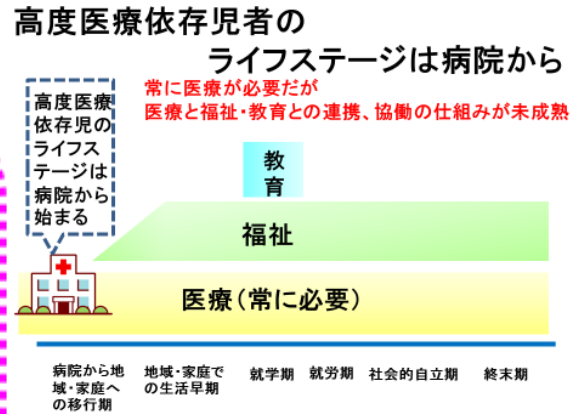 高度医療依存児者の
ライフステージは病院から
常に医療が必要だが
医療と福祉・教育との連携、協働の仕組みが未成熟
高度医療
依存児の
ライフス
テージは
病院から
始まる
教
育
福祉
医療（常に必要）
病院から地
域・家庭へ
の移行期
地域・家庭で
の生活早期
就学期
就労期
社会的自立期
終末期